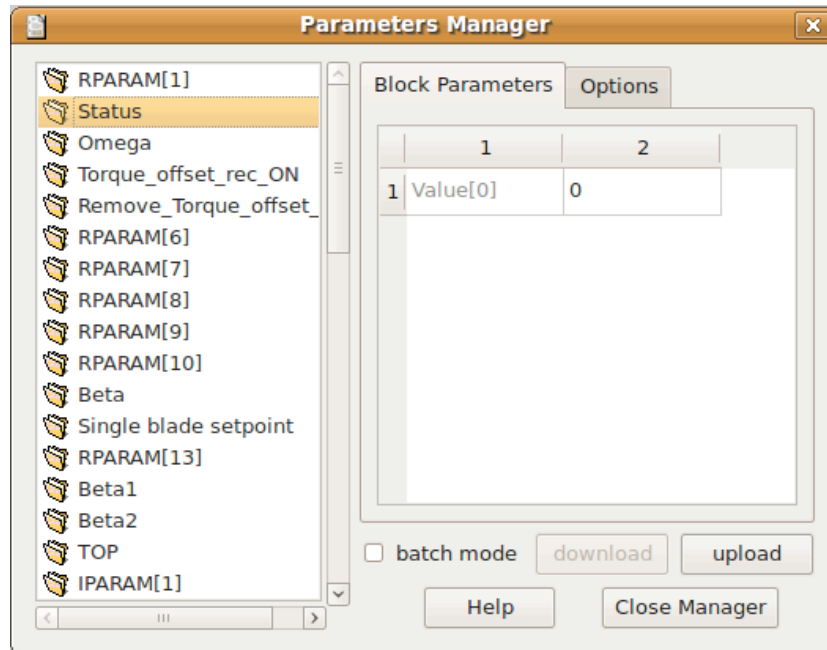 Parameters Manager
RPARAM[1]
Status
Omega
Torque_offset_rec_ON
Remove_Torque_offset_
RPARAM[6]
RPARAM[7]
RPARAM[8]
RPARAM[9]
RPARAM[10]
Beta
Single blade setpoint
RPARAM[13]
Beta1
Beta2
TOP
IPARAM[1]
Block Parameters Options
1 2
1 Value[0] 0
batch mode download upload
Help Close Manager